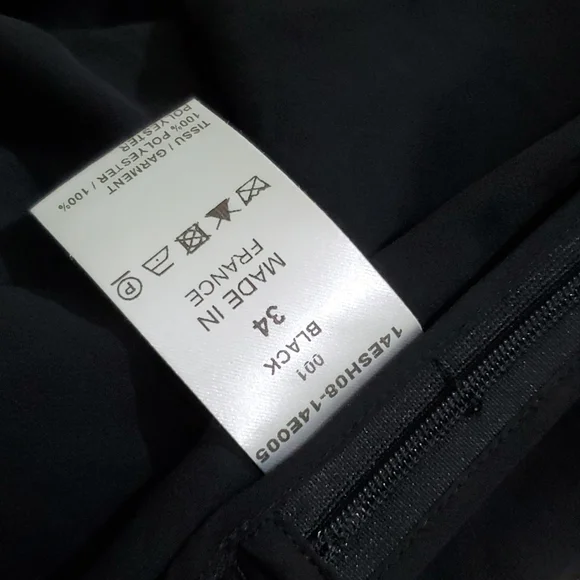 14ESH08-14E005
001
BLACK
34
MADE IN
FRANCE
P
TISSU / GARMENT
100% POLYESTER / 100%
POLYESTER